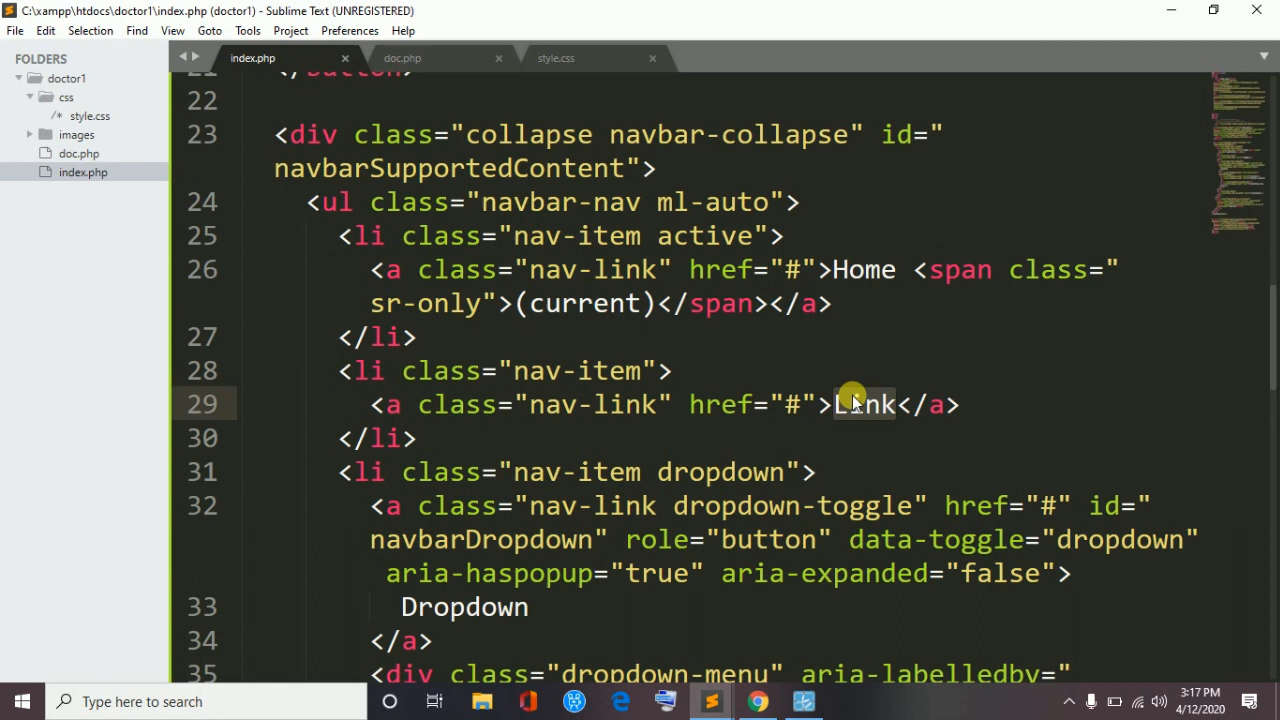 C:\xampp\htdocs\doctor1\index.php (doctor1) - Sublime Text (UNREGISTERED)
File Edit Selection Find View Goto Tools Project Preferences Help
FOLDERS
doctor1
css
/* style.css
images
doc.php
index.php
index.php doc.php style.css
</button>
22
23 <div class="collapse navbar-collapse" id="
navbarSupportedContent">
24 <ul class="navbar-nav ml-auto">
25 <li class="nav-item active">
26 <a class="nav-link" href="#">Home <span class="
sr-only">(current)</span></a>
27 </li>
28 <li class="nav-item">
29 <a class="nav-link" href="#">Link</a>
30 </li>
31 <li class="nav-item dropdown">
32 <a class="nav-link dropdown-toggle" href="#" id="
navbarDropdown" role="button" data-toggle="dropdown"
aria-haspopup="true" aria-expanded="false">
33 Dropdown
34 </a>
35 <div class="dropdown-menu" aria-labelledby="
Type here to search
3:17 PM
4/12/2020